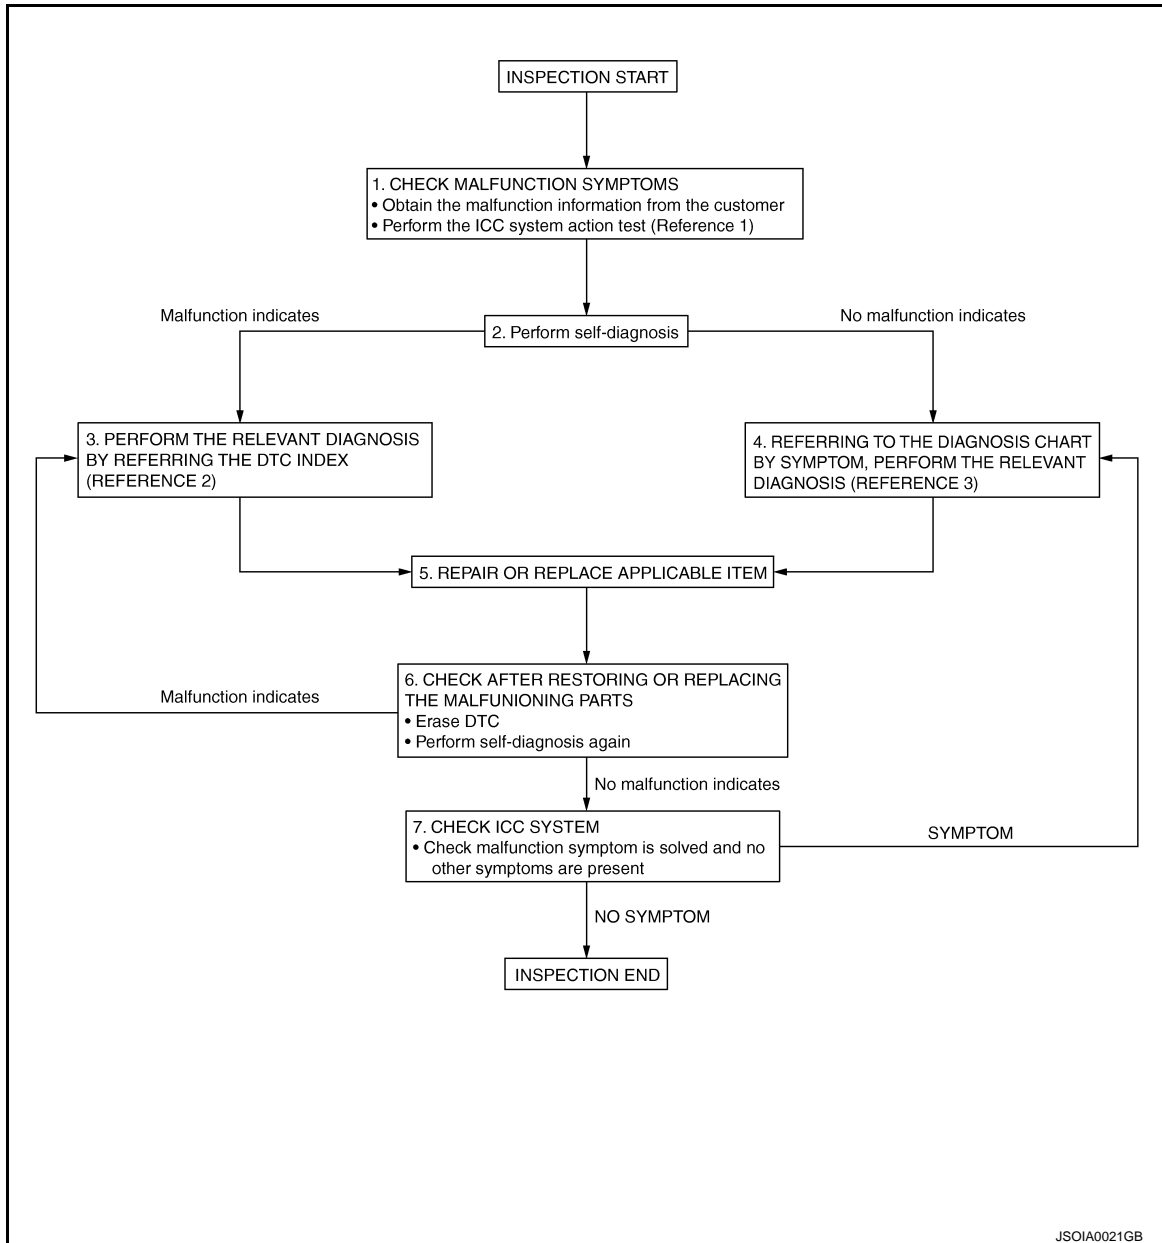 INSPECTION START
1. CHECK MALFUNCTION SYMPTOMS
• Obtain the malfunction information from the customer
• Perform the ICC system action test (Reference 1)
Malfunction indicates
2. Perform self-diagnosis
No malfunction indicates
3. PERFORM THE RELEVANT DIAGNOSIS
BY REFERRING THE DTC INDEX
(REFERENCE 2)
4. REFERRING TO THE DIAGNOSIS CHART
BY SYMPTOM, PERFORM THE RELEVANT
DIAGNOSIS (REFERENCE 3)
5. REPAIR OR REPLACE APPLICABLE ITEM
Malfunction indicates
6. CHECK AFTER RESTORING OR REPLACING
THE MALFUNIONING PARTS
• Erase DTC
• Perform self-diagnosis again
No malfunction indicates
7. CHECK ICC SYSTEM
• Check malfunction symptom is solved and no
other symptoms are present
SYMPTOM
NO SYMPTOM
INSPECTION END
JSOIA0021GB